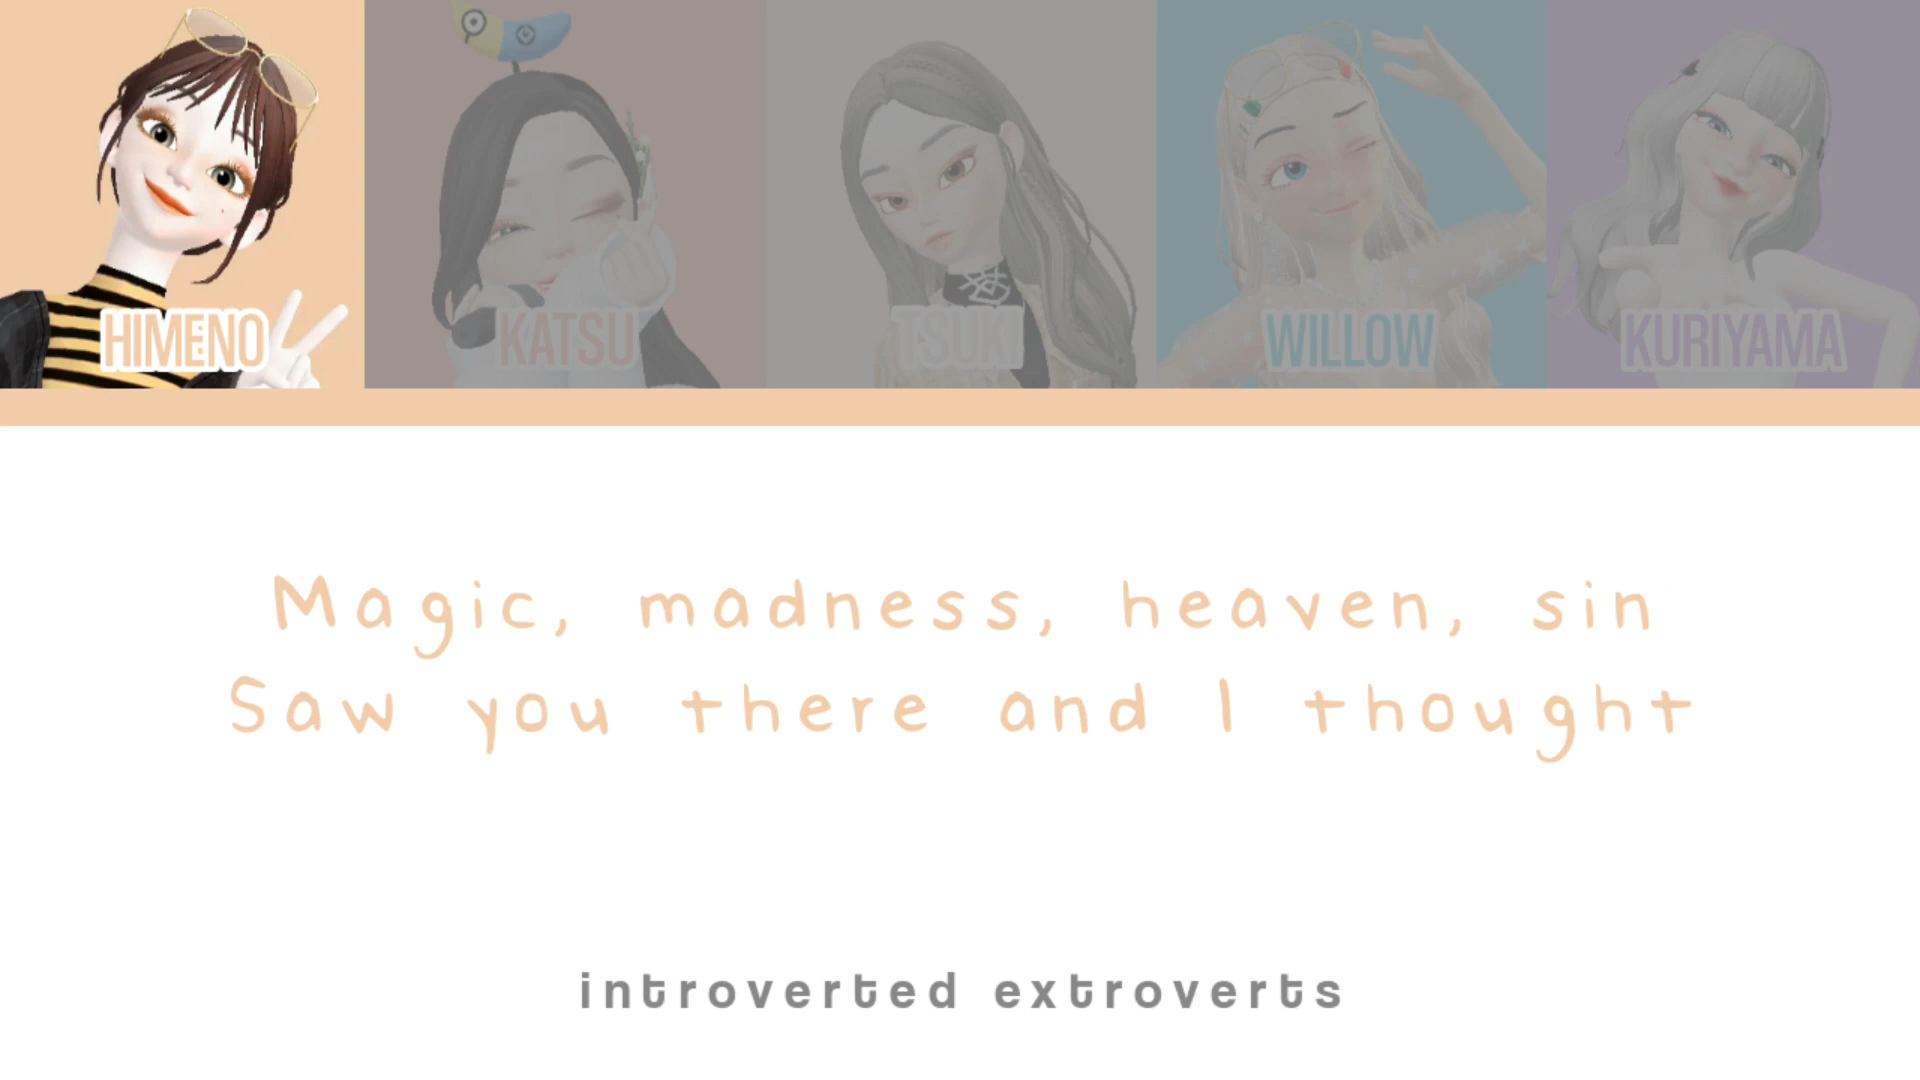 HIMENO
KATSU
TSUKI
WILLOW
KURIYAMA
Magic, madness, heaven, sin
Saw you there and I thought
introverted extroverts